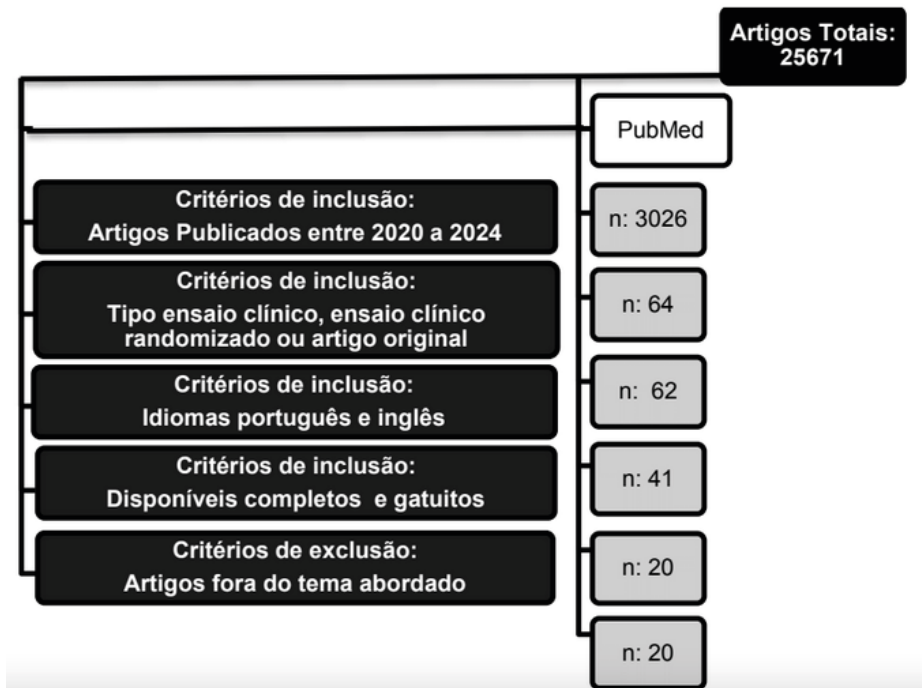 Artigos Totais:
25671
PubMed
Critérios de inclusão:
Artigos Publicados entre 2020 a 2024
n: 3026
Critérios de inclusão:
Tipo ensaio clínico, ensaio clínico
randomizado ou artigo original
n: 64
Critérios de inclusão:
Idiomas português e inglês
n: 62
Critérios de inclusão:
Disponíveis completos e gatuitos
n: 41
Critérios de exclusão:
Artigos fora do tema abordado
n: 20
n: 20